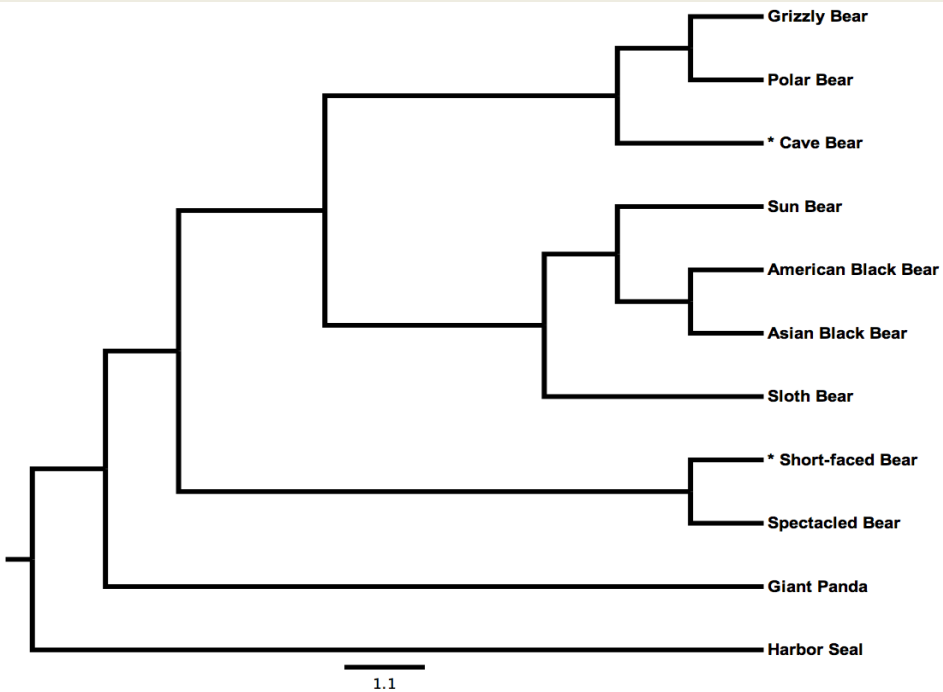 Grizzly Bear
Polar Bear
* Cave Bear
Sun Bear
American Black Bear
Asian Black Bear
Sloth Bear
* Short-faced Bear
Spectacled Bear
Giant Panda
Harbor Seal
1.1